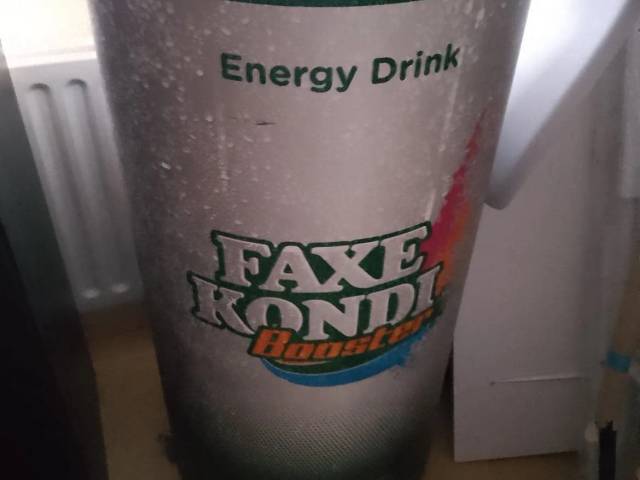 Energy Drink
FAXE
KONDI
Booster